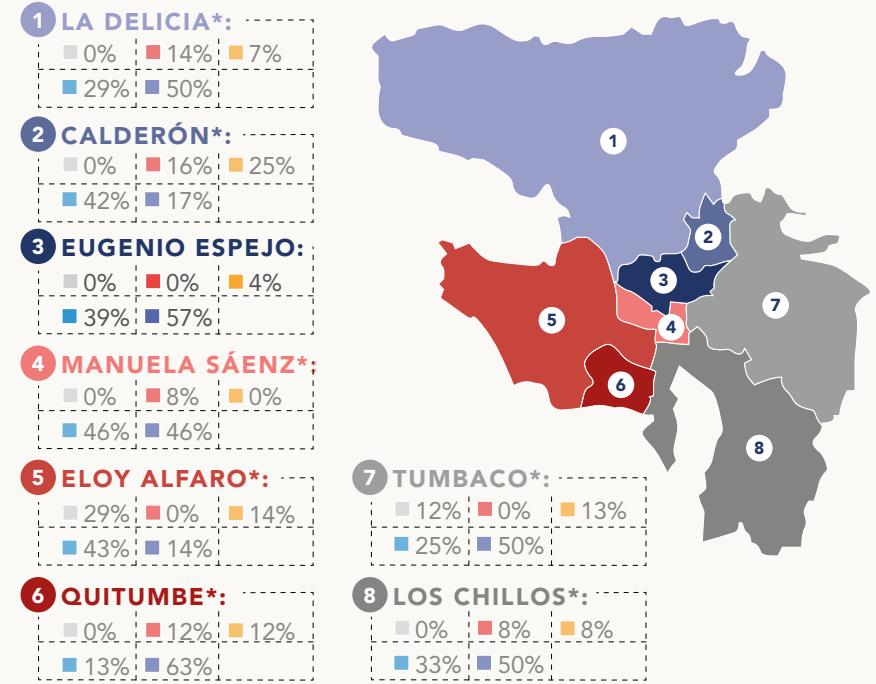 1 LA DELICIA*:
0% 14% 7%
29% 50%
2 CALDERÓN*:
0% 16% 25%
42% 17%
3 EUGENIO ESPEJO:
0% 0% 4%
39% 57%
4 MANUELA SÁENZ*:
0% 8% 0%
46% 46%
5 ELOY ALFARO*:
29% 0% 14%
43% 14%
6 QUITUMBE*:
0% 12% 12%
13% 63%
7 TUMBACO*:
12% 0% 13%
25% 50%
8 LOS CHILLOS*:
0% 8% 8%
33% 50%
1
2
3
4
5
6
7
8